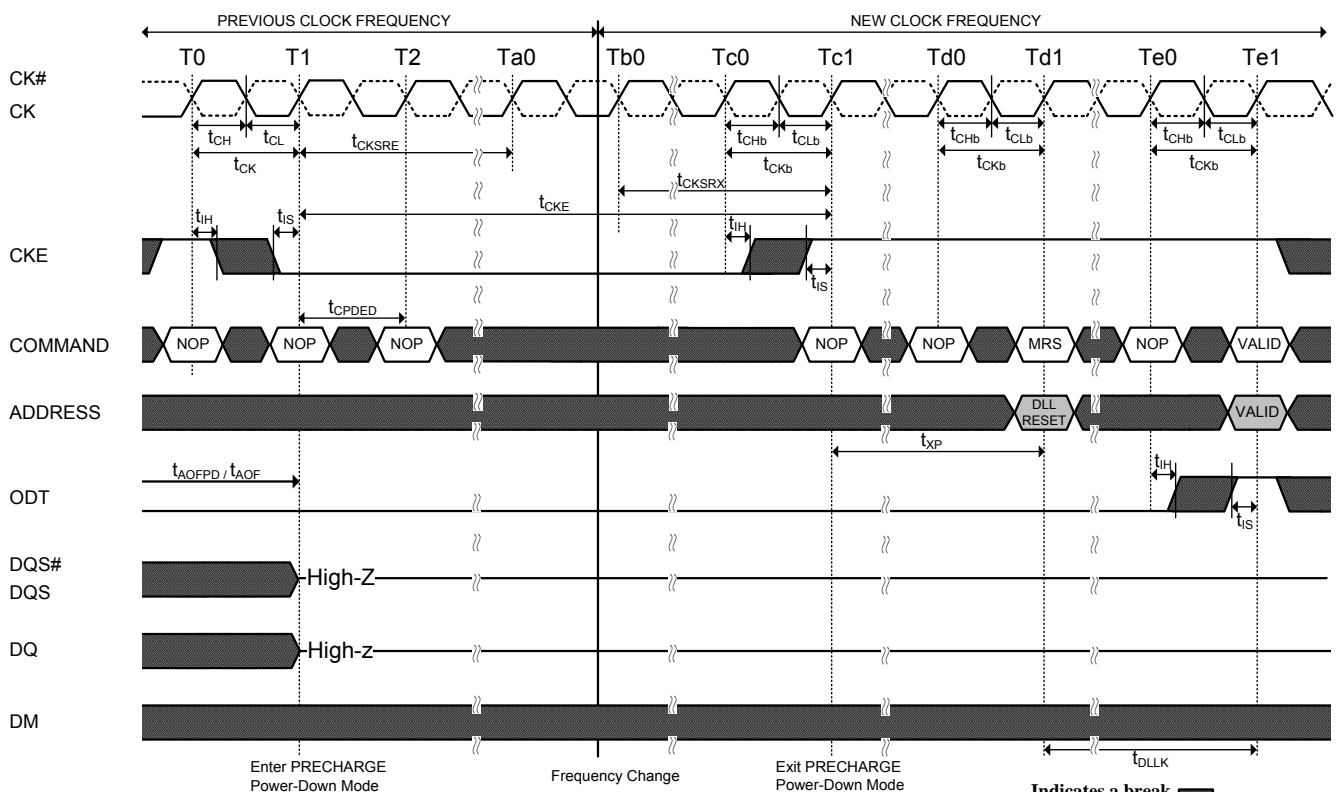 PREVIOUS CLOCK FREQUENCY NEW CLOCK FREQUENCY
T0 T1 T2 Ta0 Tb0 Tc0 Tc1 Td0 Td1 Te0 Te1
CK#
CK
tCH tCL tCHb tCLb tCHb tCLb tCHb tCLb
tCK tCKSRE tCKb tCKb tCKb
tCKSRX
tCKE
tIH tIS tIH
CKE
tIS
tCPDED
COMMAND NOP NOP NOP NOP NOP MRS NOP VALID
ADDRESS DLL RESET VALID
tXP
tAOFPD / tAOF tIH
ODT
tIS
DQS#
DQS High-Z
DQ High-z
DM
tDLLK
Enter PRECHARGE
Power-Down Mode
Frequency Change
Exit PRECHARGE
Power-Down Mode
Indicates a break